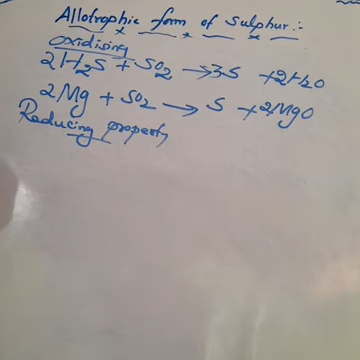 Allotrophic form of Sulphur:-
oxidising
2H2S + SO2 → 3S + 2H2O
2Mg + SO2 → S + 2MgO
Reducing property